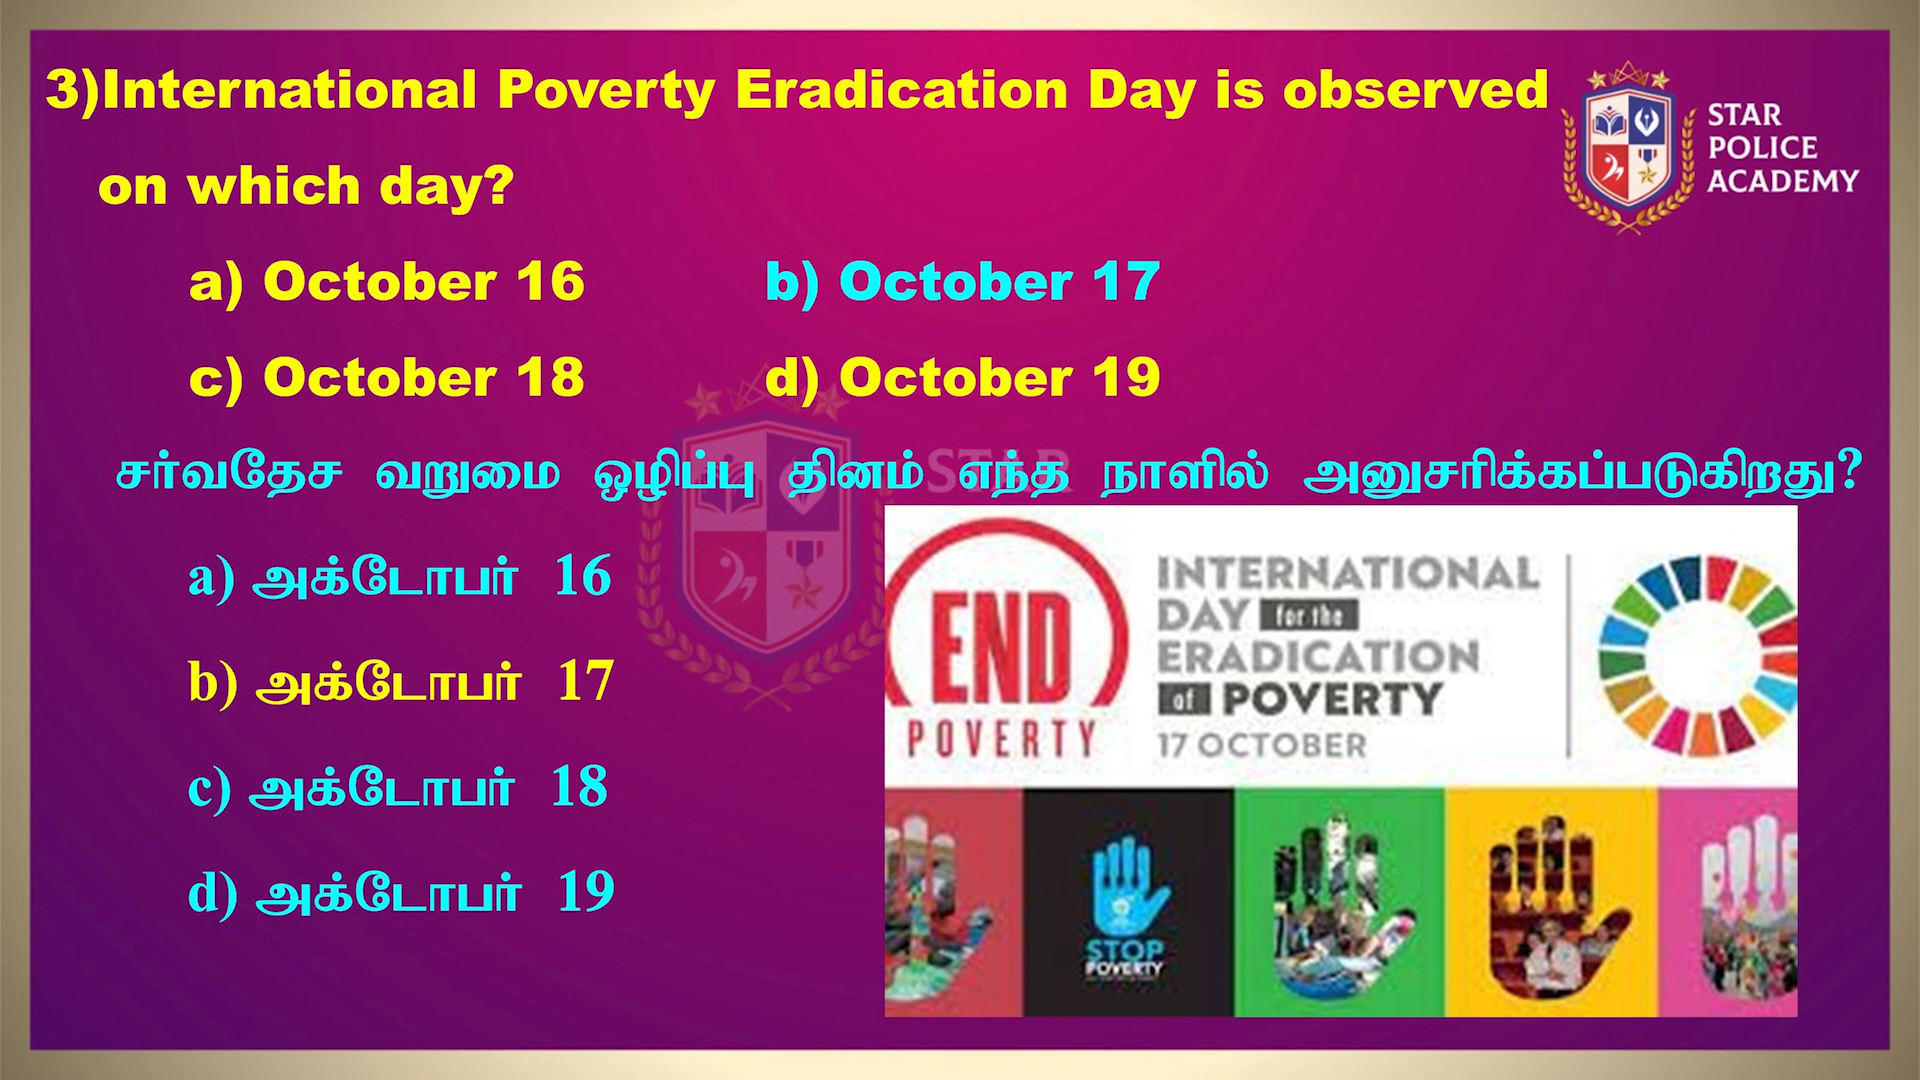 3)International Poverty Eradication Day is observed
on which day?
STAR
POLICE
ACADEMY
a) October 16 b) October 17
c) October 18 d) October 19
சர்வதேச வறுமை ஒழிப்பு தினம் எந்த நாளில் அனுசரிக்கப்படுகிறது?
STAR
a) அக்டோபர் 16
b) அக்டோபர் 17
c) அக்டோபர் 18
d) அக்டோபர் 19
END
POVERTY
INTERNATIONAL
DAY for the
ERADICATION
of POVERTY
17 OCTOBER
STOP
POVERTY